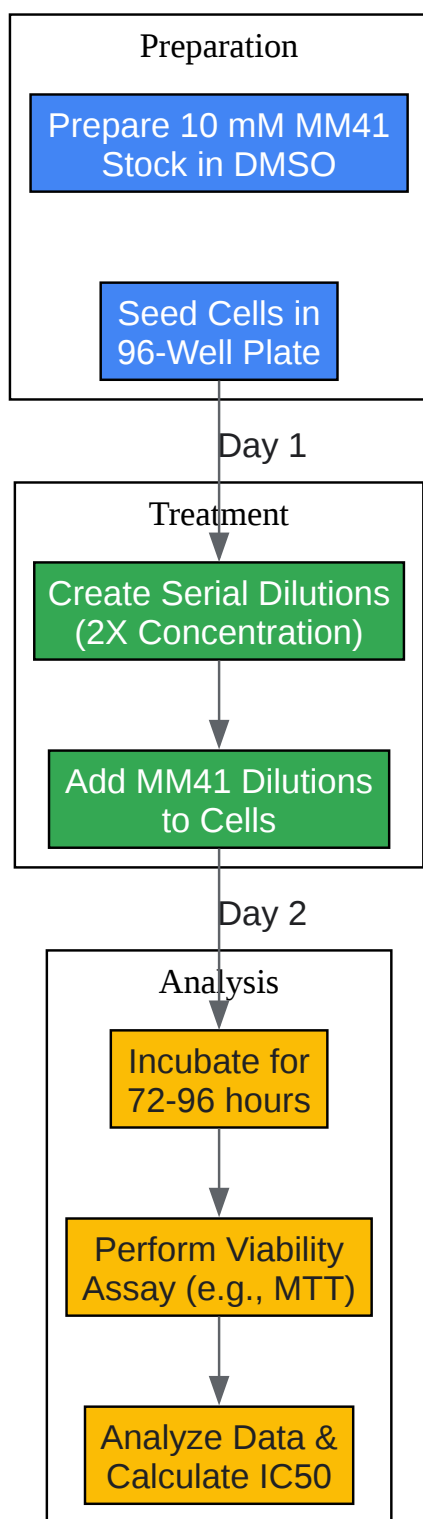 Preparation
Prepare 10 mM MM41
Stock in DMSO
Seed Cells in
96-Well Plate
Day 1
Treatment
Create Serial Dilutions
(2X Concentration)
Add MM41 Dilutions
to Cells
Day 2
Analysis
Incubate for
72-96 hours
Perform Viability
Assay (e.g., MTT)
Analyze Data &
Calculate IC50